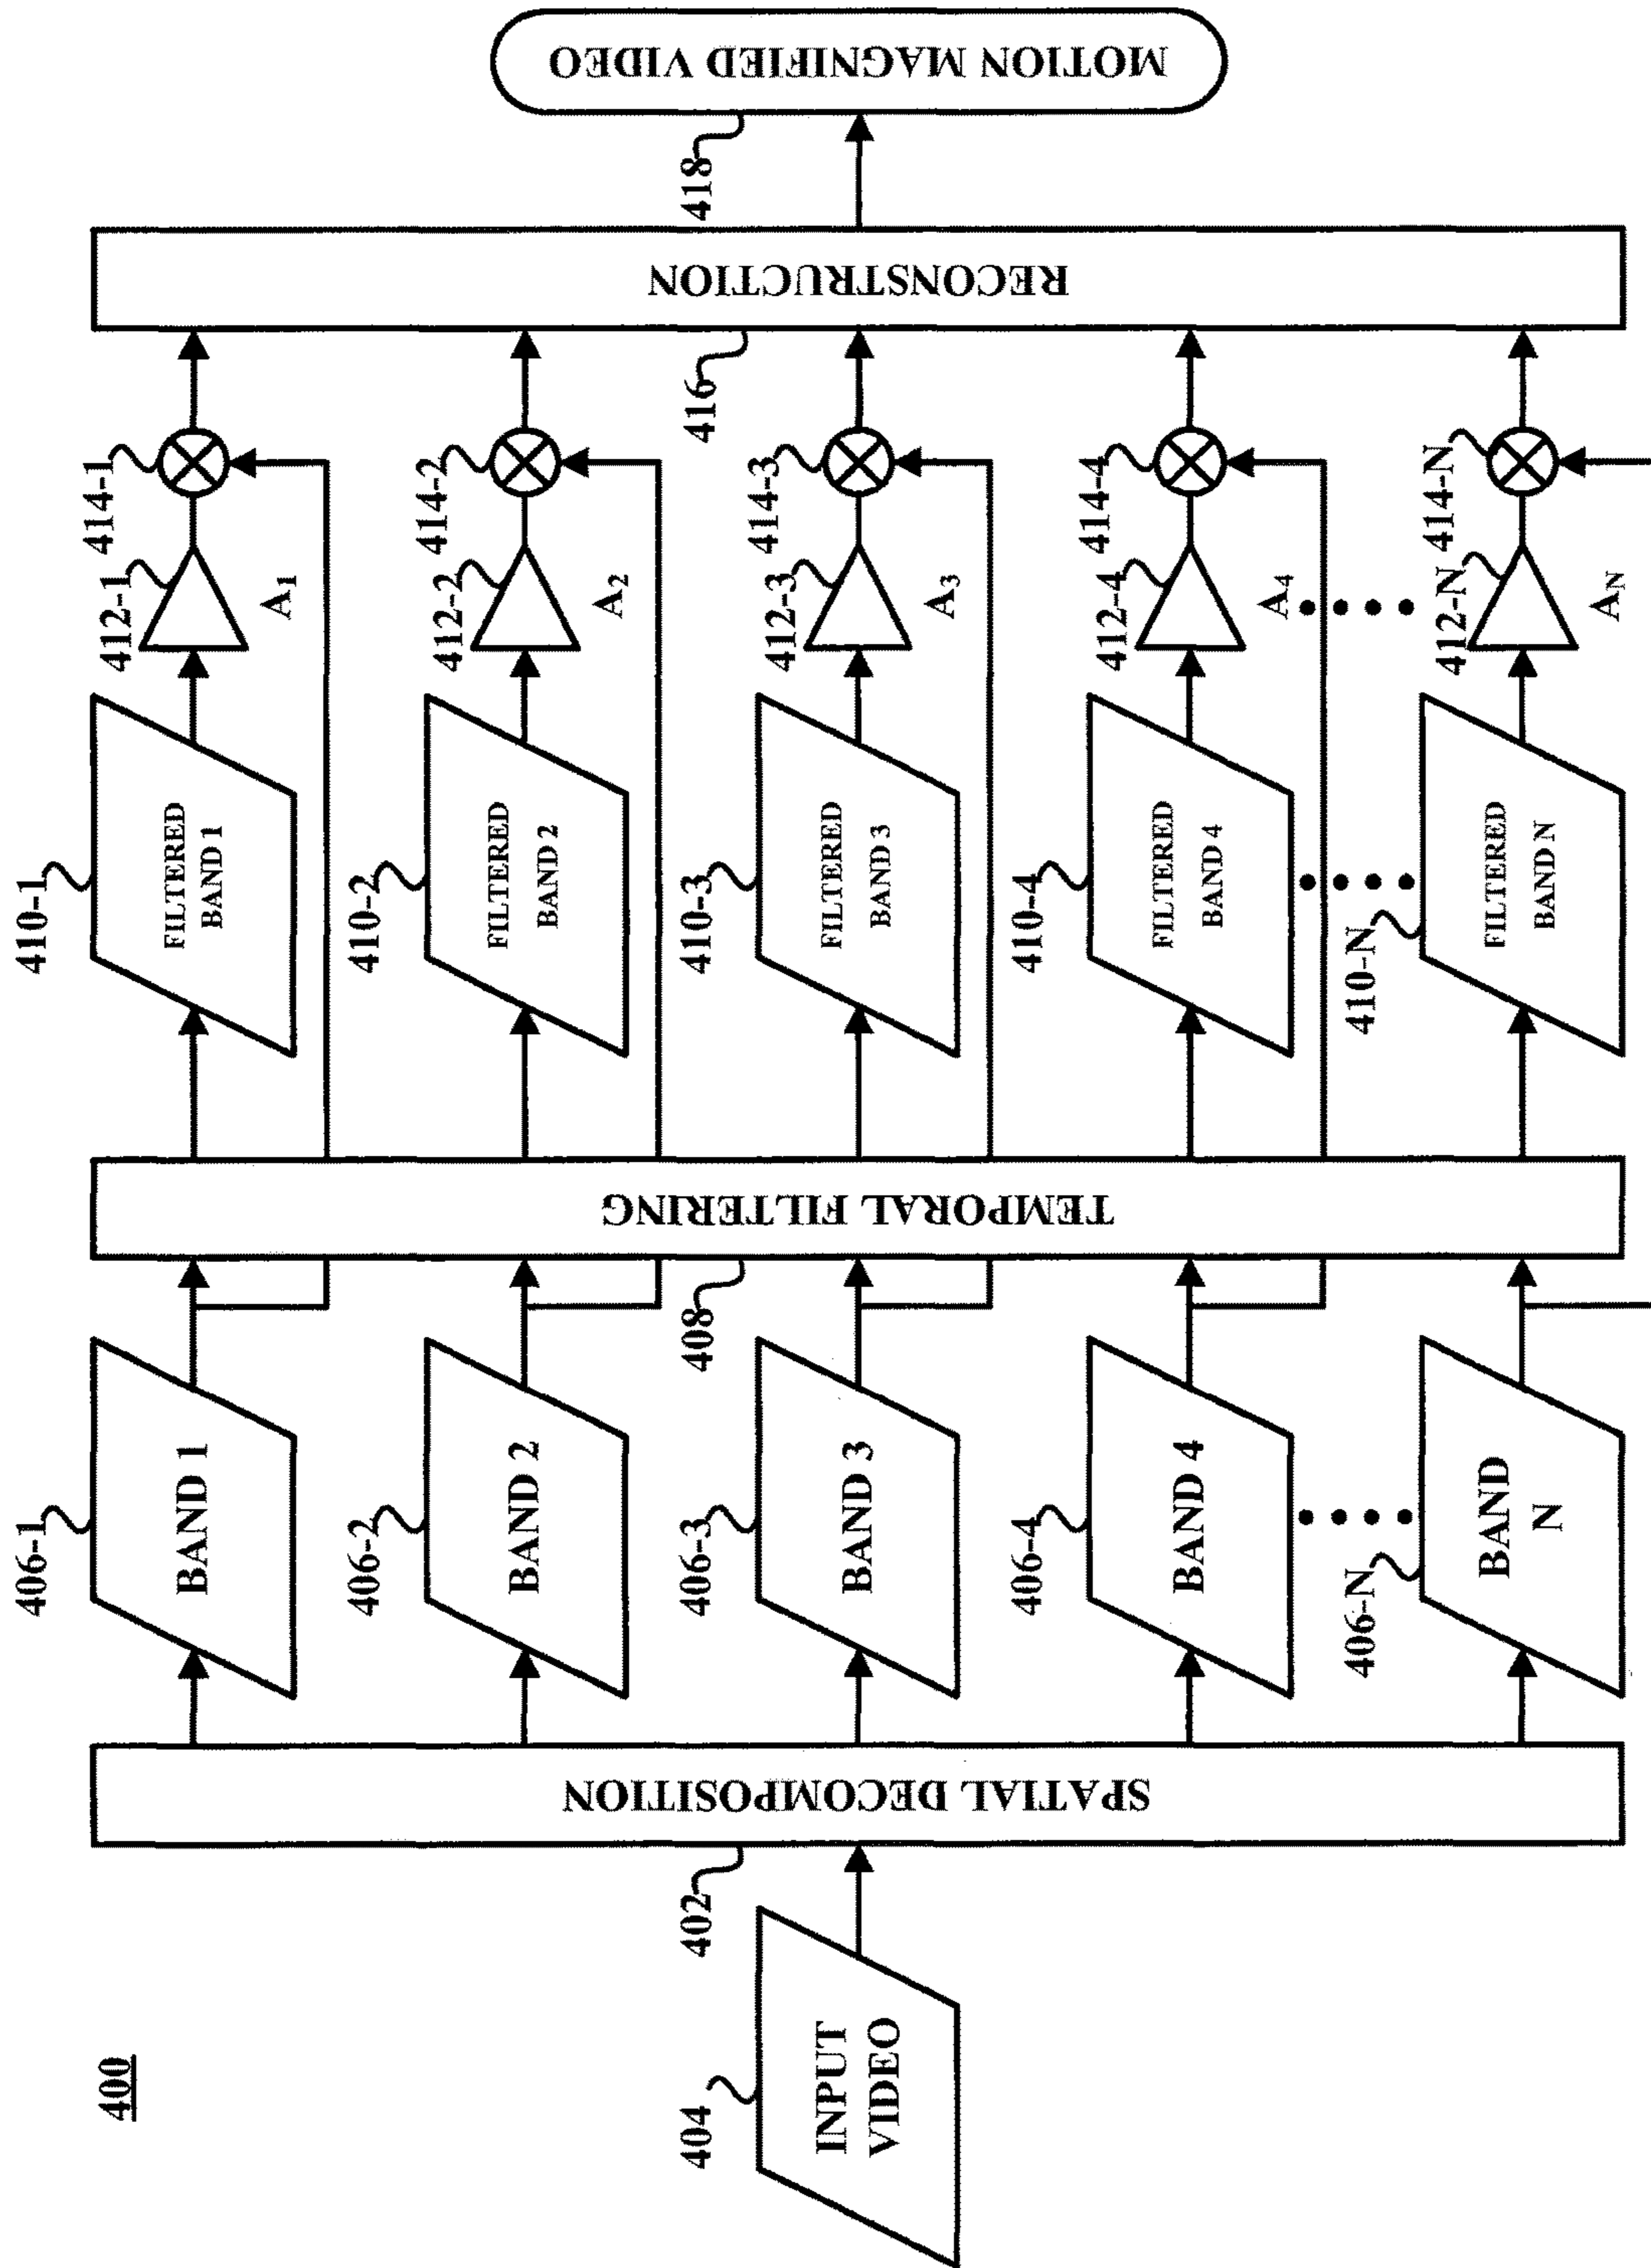 400
404
INPUT
VIDEO
402
SPATIAL DECOMPOSITION
406-1
BAND 1
406-2
BAND 2
406-3
BAND 3
406-4
BAND 4
406-N
BAND
N
408
TEMPORAL FILTERING
410-1
FILTERED
BAND 1
410-2
FILTERED
BAND 2
410-3
FILTERED
BAND 3
410-4
FILTERED
BAND 4
410-N
FILTERED
BAND N
412-1
A1
412-2
A2
412-3
A3
412-4
A4
412-N
AN
414-1
414-2
414-3
414-4
414-N
416
RECONSTRUCTION
418
MOTION MAGNIFIED VIDEO